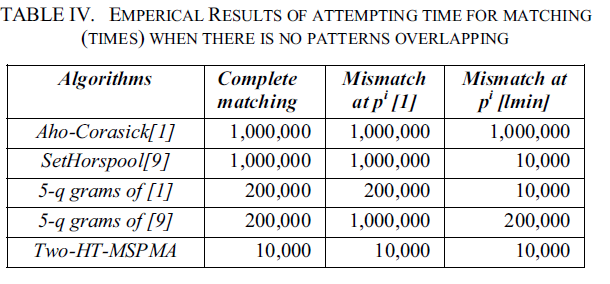 TABLE IV. EMPERICAL RESULTS OF ATTEMPTING TIME FOR MATCHING
(TIMES) WHEN THERE IS NO PATTERNS OVERLAPPING
Algorithms Complete matching Mismatch at pⁱ [1] Mismatch at pⁱ [lmin]
Aho-Corasick[1] 1,000,000 1,000,000 1,000,000
SetHorspool[9] 1,000,000 1,000,000 10,000
5-q grams of [1] 200,000 200,000 10,000
5-q grams of [9] 200,000 1,000,000 200,000
Two-HT-MSPMA 10,000 10,000 10,000